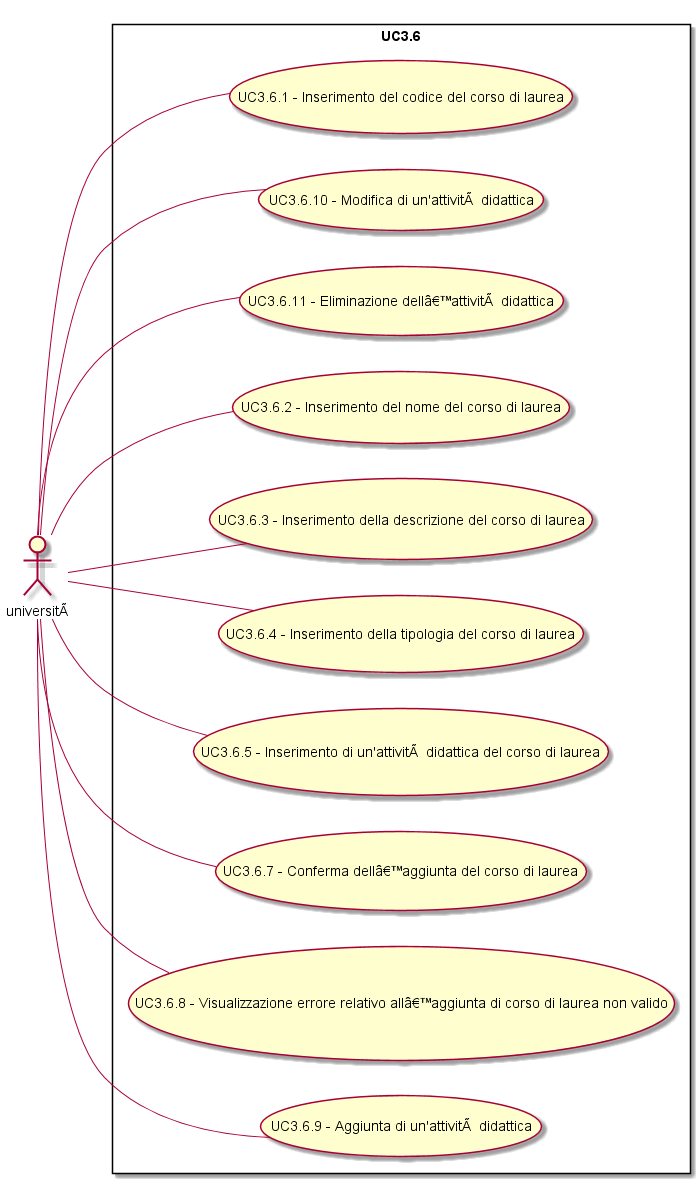 UC3.6
UC3.6.1 - Inserimento del codice del corso di laurea
UC3.6.10 - Modifica di un'attivitÃ  didattica
UC3.6.11 - Eliminazione dellâ€™attivitÃ  didattica
UC3.6.2 - Inserimento del nome del corso di laurea
UC3.6.3 - Inserimento della descrizione del corso di laurea
universitÃ
UC3.6.4 - Inserimento della tipologia del corso di laurea
UC3.6.5 - Inserimento di un'attivitÃ  didattica del corso di laurea
UC3.6.7 - Conferma dellâ€™aggiunta del corso di laurea
UC3.6.8 - Visualizzazione errore relativo allâ€™aggiunta di corso di laurea non valido
UC3.6.9 - Aggiunta di un'attivitÃ  didattica